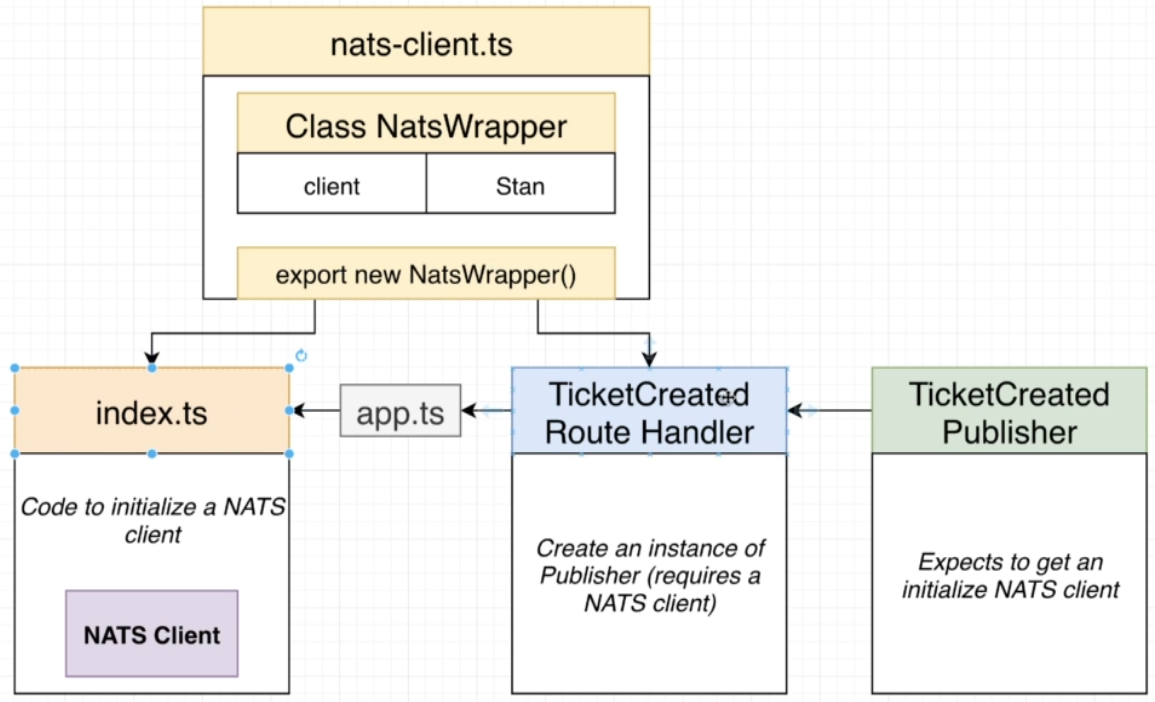 nats-client.ts
Class NatsWrapper
client
Stan
export new NatsWrapper()
index.ts
Code to initialize a NATS
client
NATS Client
app.ts
TicketCreated
Route Handler
Create an instance of
Publisher (requires a
NATS client)
TicketCreated
Publisher
Expects to get an
initialize NATS client